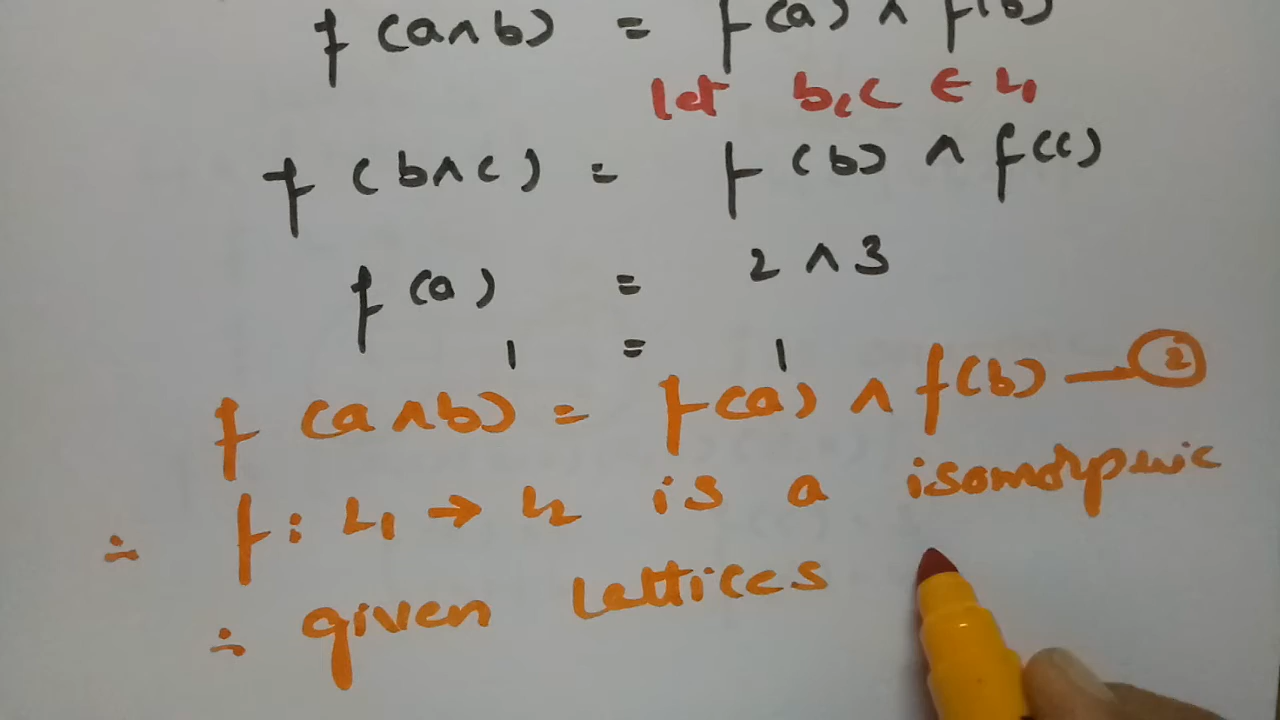 f (a∧b) = f(a) ∧ f(b)
let b,c ∈ L1
f (b∧c) = f(b) ∧ f(c)
f (a) = 2 ∧ 3
1 = 1
f (a∧b) = f(a) ∧ f(b) — ②
∴ f : L1 → L2 is a isomorphic
∴ given lattices